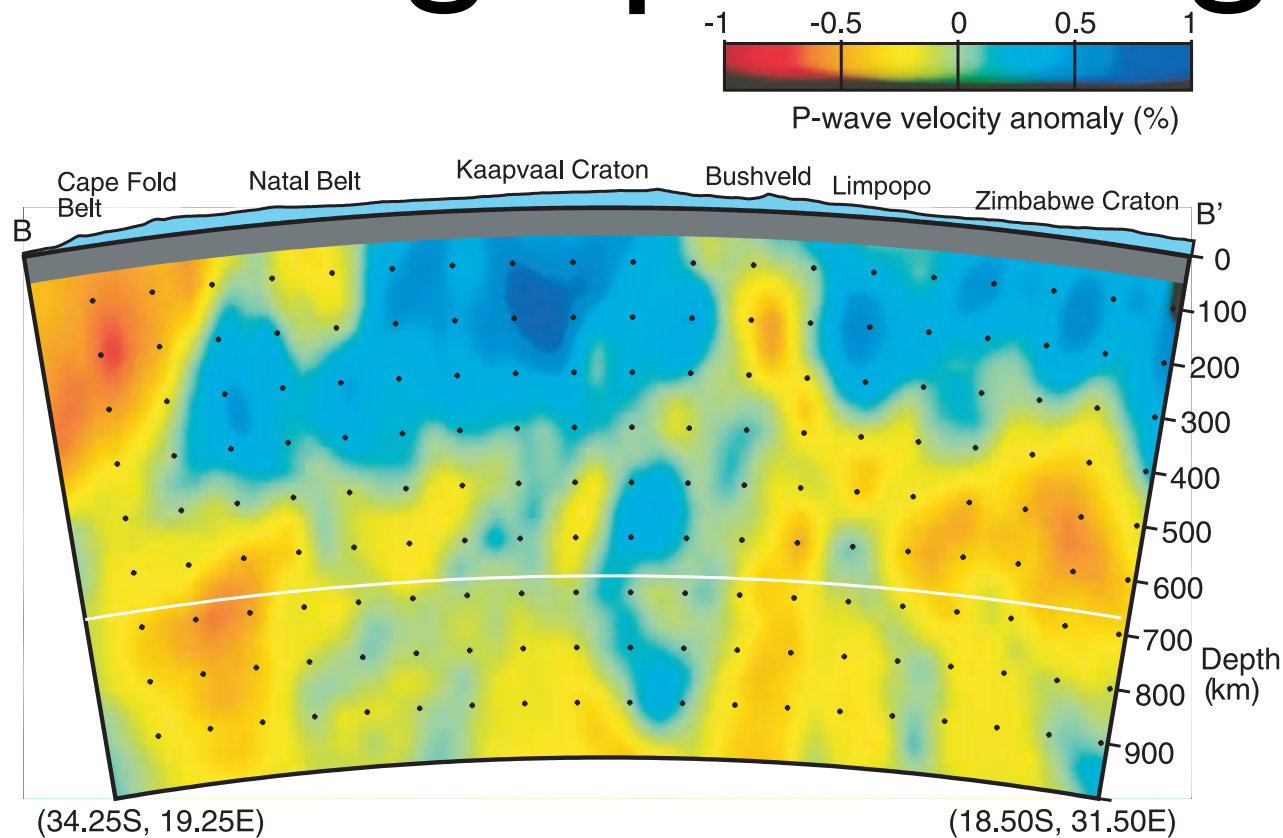 -1 -0.5 0 0.5 1
P-wave velocity anomaly (%)
Cape Fold
Belt
Natal Belt
Kaapvaal Craton
Bushveld
Limpopo
Zimbabwe Craton
B
B'
0
100
200
300
400
500
600
700
800
900
Depth
(km)
(34.25S, 19.25E)
(18.50S, 31.50E)